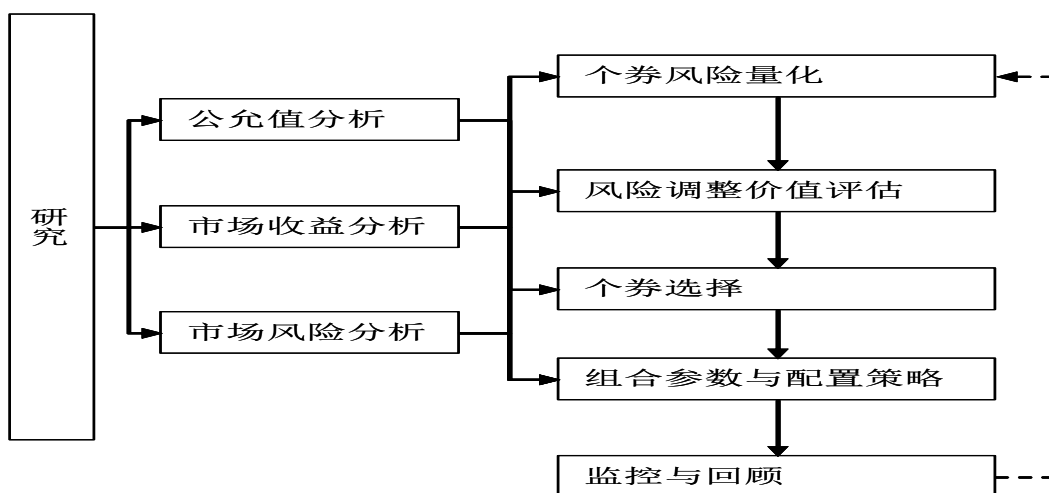 研究
公允值分析
市场收益分析
市场风险分析
个券风险量化
风险调整价值评估
个券选择
组合参数与配置策略
监控与回顾